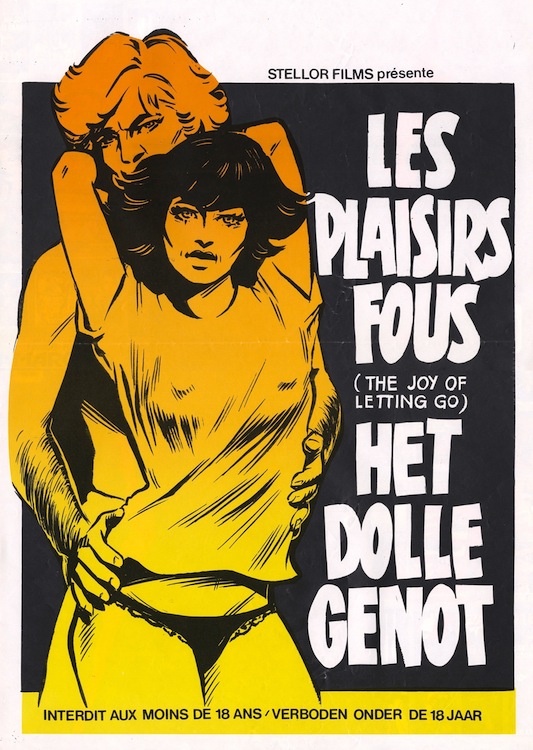 STELLOR FILMS présente
LES
PLAISIRS
FOUS
(THE JOY OF
LETTING GO)
HET
DOLLE
GENOT
INTERDIT AUX MOINS DE 18 ANS / VERBODEN ONDER DE 18 JAAR